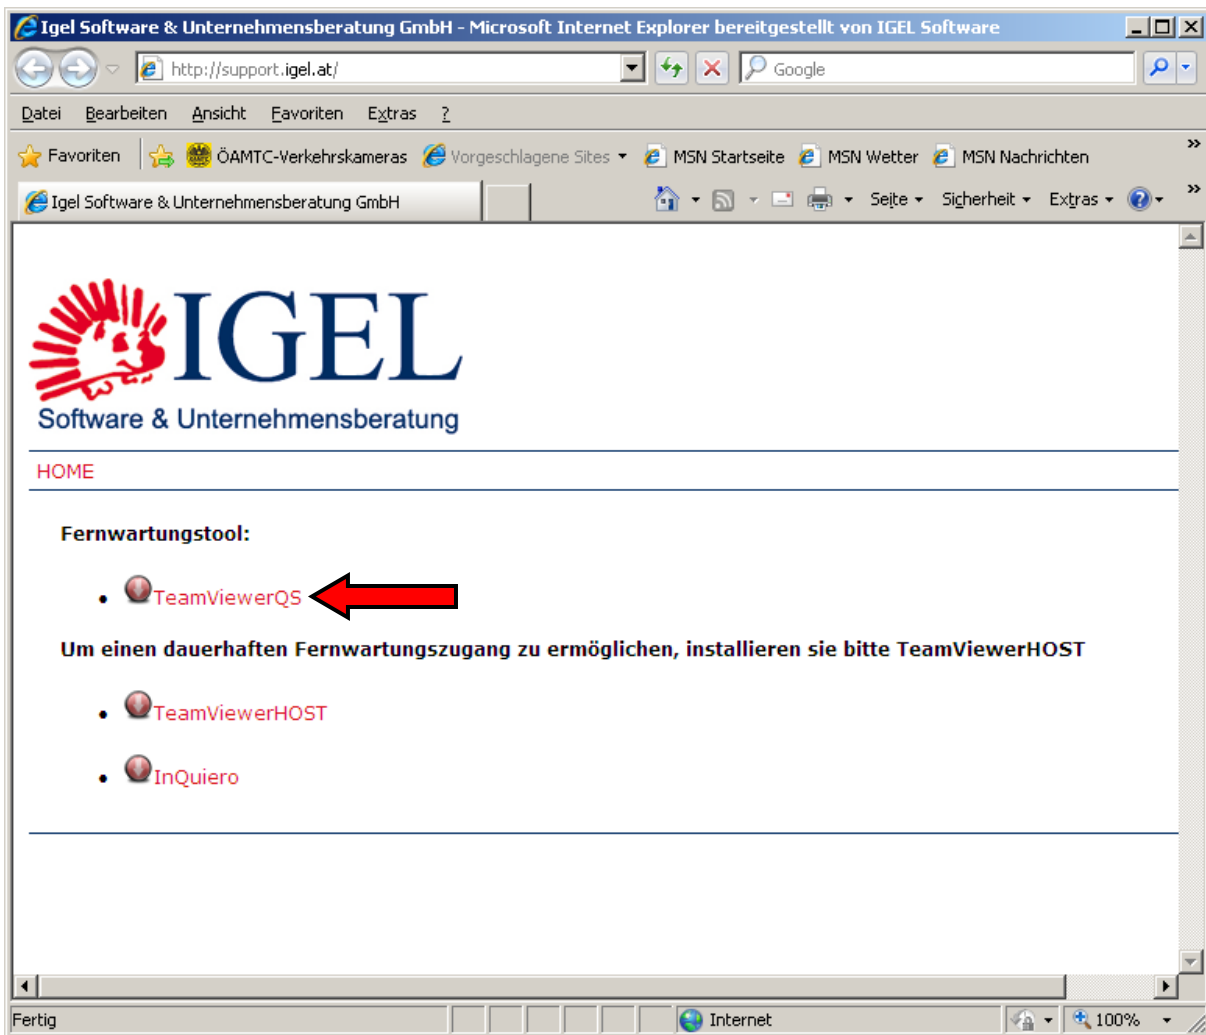 Igel Software & Unternehmensberatung GmbH - Microsoft Internet Explorer bereitgestellt von IGEL Software
http://support.igel.at/ Google
Datei Bearbeiten Ansicht Favoriten Extras ?
Favoriten ÖAMTC-Verkehrskameras Vorgeschlagene Sites MSN Startseite MSN Wetter MSN Nachrichten »
Igel Software & Unternehmensberatung GmbH Seite Sicherheit Extras »
IGEL
Software & Unternehmensberatung
HOME
Fernwartungstool:
• TeamViewerQS
Um einen dauerhaften Fernwartungszugang zu ermöglichen, installieren sie bitte TeamViewerHOST
• TeamViewerHOST
• InQuiero
Fertig Internet 100%